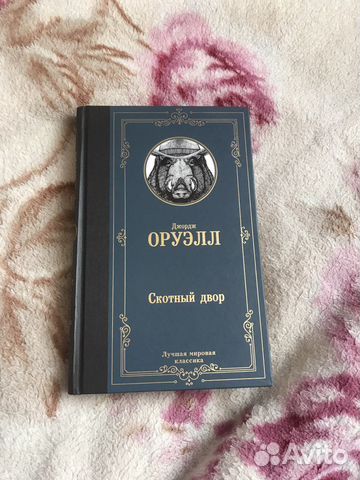 Джордж
ОРУЭЛЛ
Скотный двор
Лучшая мировая
классика
Avito